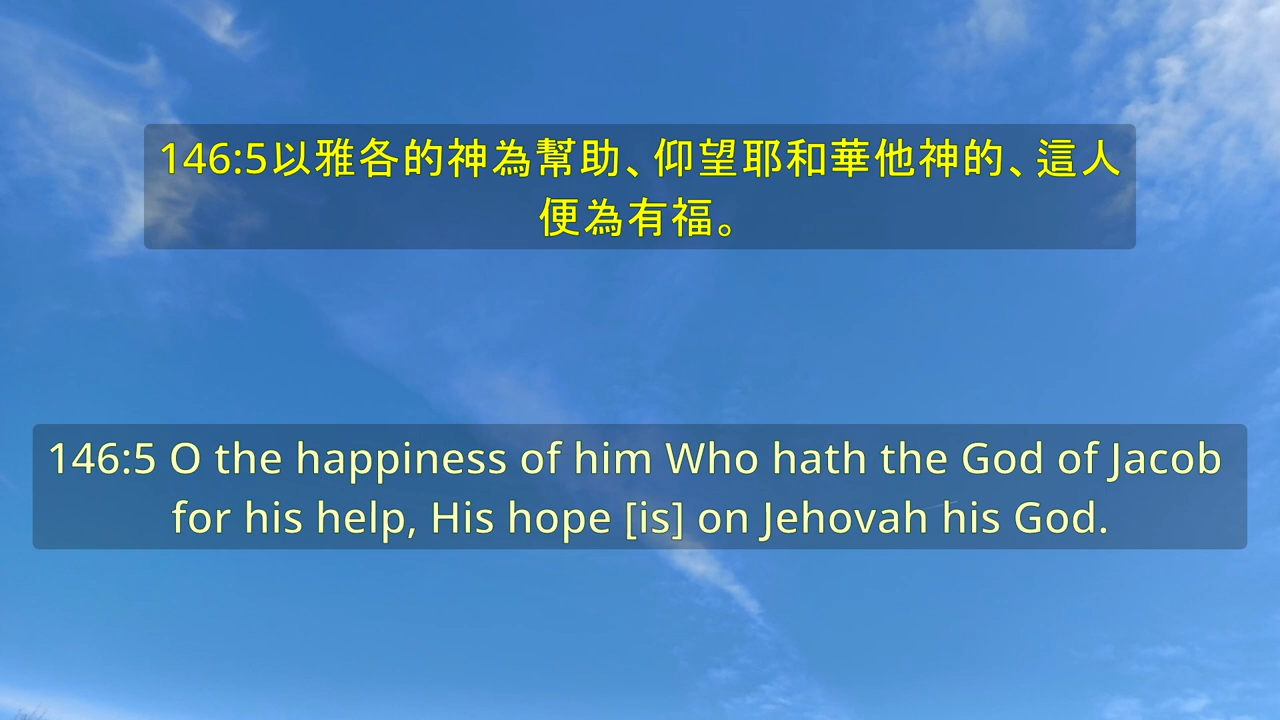 146:5以雅各的神為幫助、仰望耶和華他神的、這人
便為有福。
146:5 O the happiness of him Who hath the God of Jacob
for his help, His hope [is] on Jehovah his God.